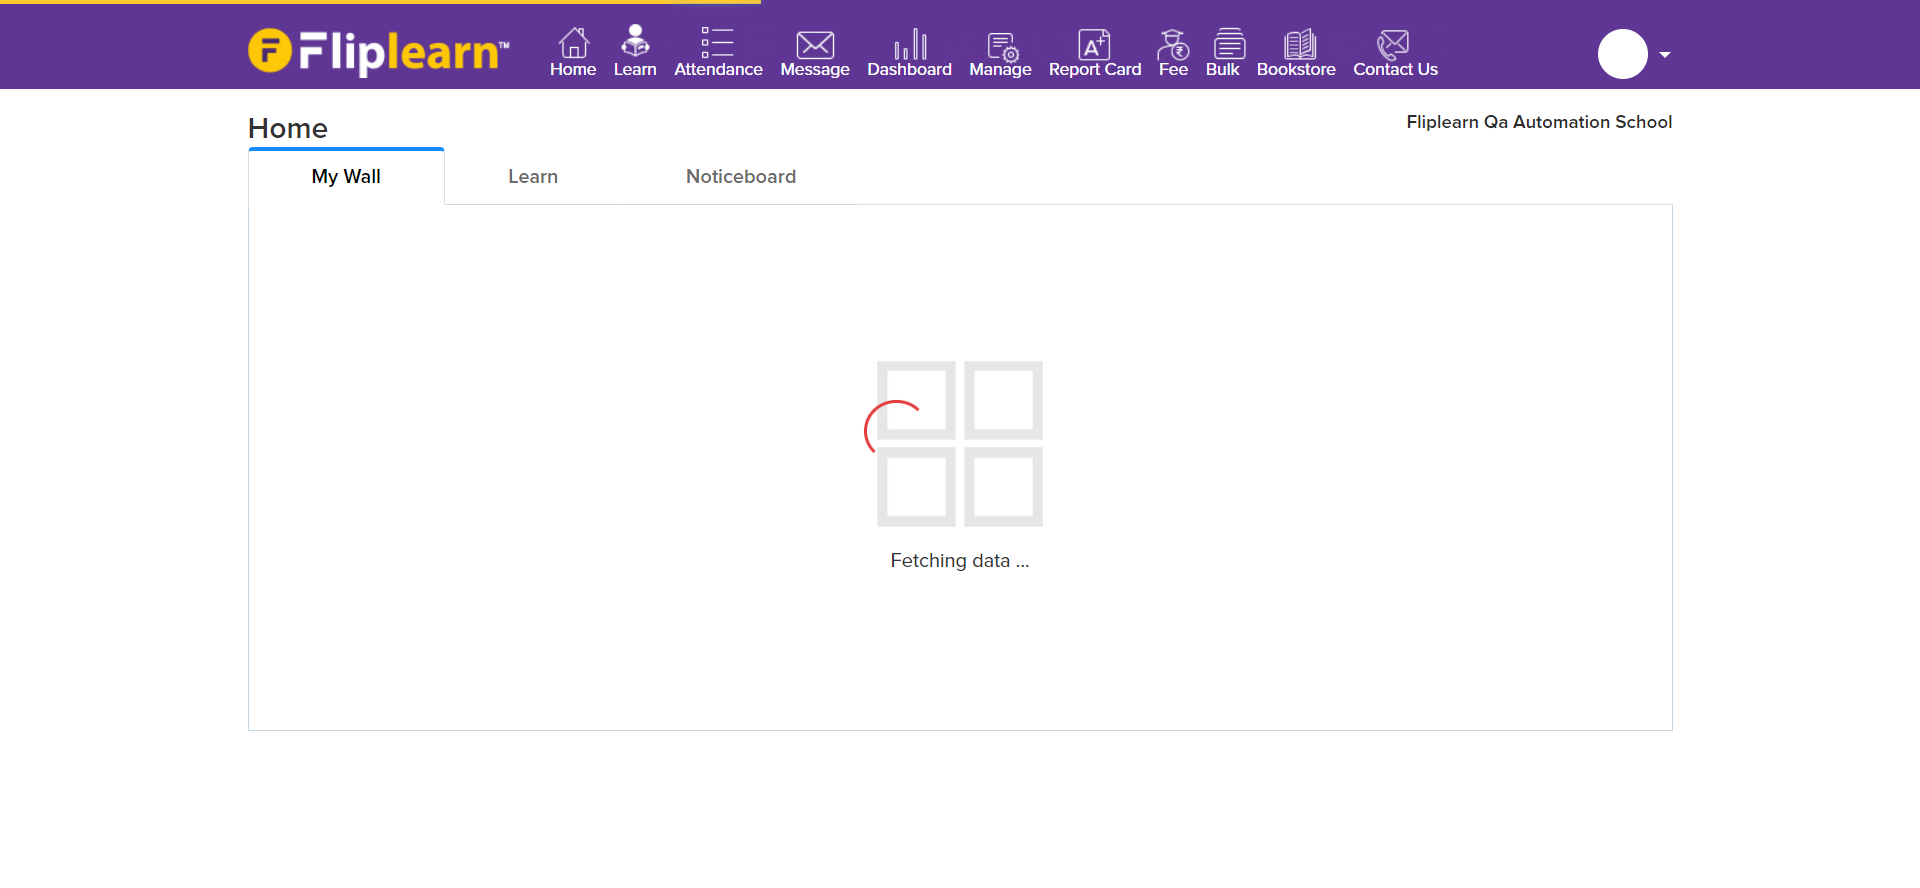 Fliplearn™
Home Learn Attendance Message Dashboard Manage Report Card Fee Bulk Bookstore Contact Us
Home
Fliplearn Qa Automation School
My Wall Learn Noticeboard
Fetching data ...